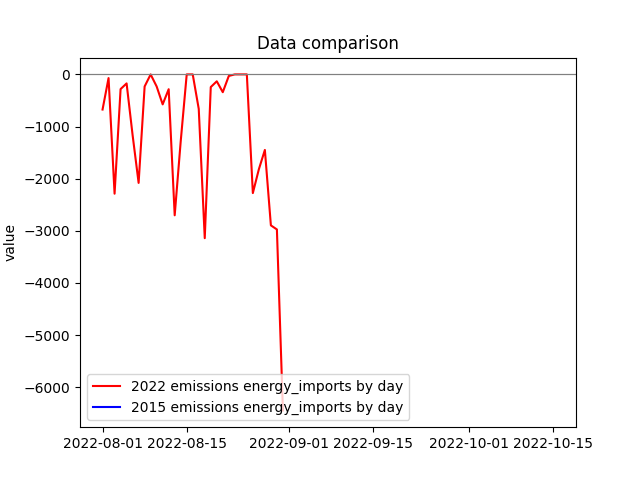 Data comparison
value
0
−1000
−2000
−3000
−4000
−5000
−6000
2022 emissions energy_imports by day
2015 emissions energy_imports by day
2022-08-01 2022-08-15 2022-09-01 2022-09-15 2022-10-01 2022-10-15